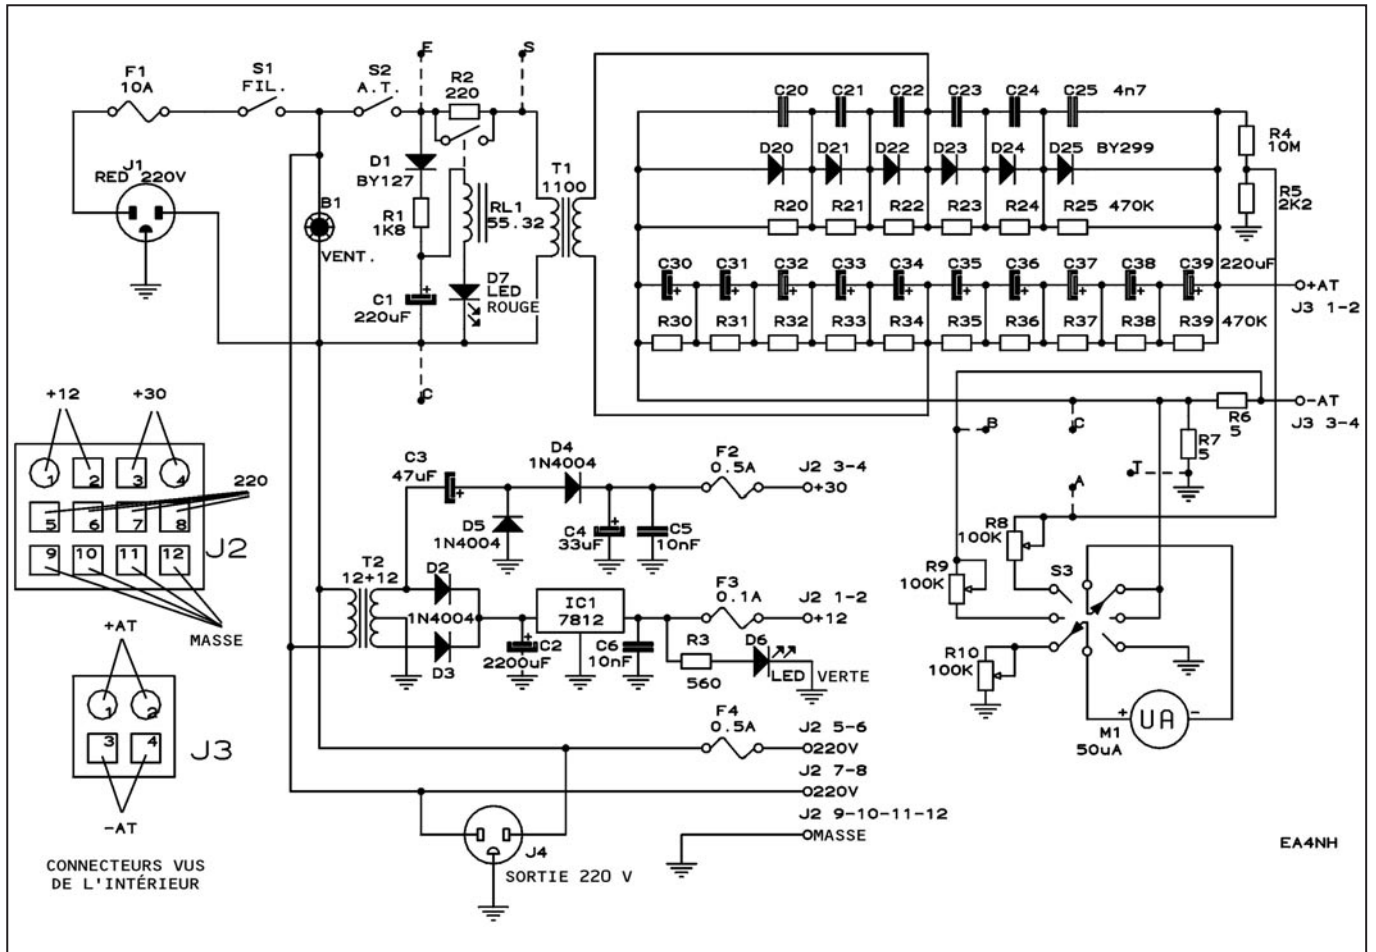 F1
10A
S1
FIL.
S2
A.T.
E
R2
220
S
J1
RED 220V
B1
VENT.
D1
BY127
R1
1K8
C1
220uF
C
RL1
55.32
D7
LED
ROUGE
T1
1100
C20 C21 C22 C23 C24 C25 4n7
D20 D21 D22 D23 D24 D25 BY299
R20 R21 R22 R23 R24 R25 470K
R4
10M
R5
2K2
C30 C31 C32 C33 C34 C35 C36 C37 C38 C39 220uF
R30 R31 R32 R33 R34 R35 R36 R37 R38 R39 470K
+AT
J3 1-2
-AT
J3 3-4
R6
5
R7
5
B
C
T
A
R8
100K
R9
100K
R10
100K
S3
UA
+ -
M1
50uA
+12 +30
1 2 3 4
220
5 6 7 8
9 10 11 12
J2
MASSE
+AT
1 2
3 4
J3
-AT
CONNECTEURS VUS
DE L'INTÉRIEUR
C3
47uF
D4
1N4004
D5
1N4004
C4
33uF
C5
10nF
F2
0.5A
J2 3-4
+30
T2
12+12
D2
1N4004
D3
C2
2200uF
IC1
7812
C6
10nF
F3
0.1A
J2 1-2
+12
R3
560
D6
LED VERTE
F4
0.5A
J2 5-6
220V
J2 7-8
220V
J2 9-10-11-12
MASSE
J4
SORTIE 220 V
EA4NH